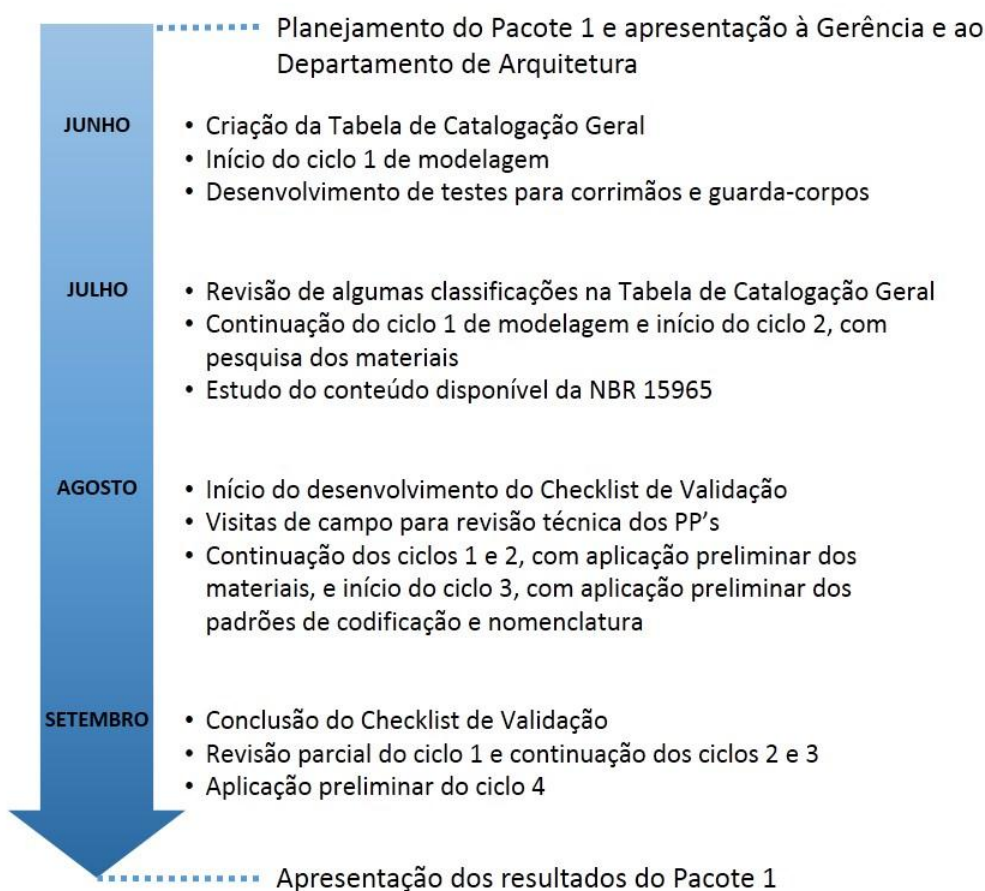 Planejamento do Pacote 1 e apresentação à Gerência e ao
Departamento de Arquitetura
JUNHO
• Criação da Tabela de Catalogação Geral
• Início do ciclo 1 de modelagem
• Desenvolvimento de testes para corrimãos e guarda-corpos
JULHO
• Revisão de algumas classificações na Tabela de Catalogação Geral
• Continuação do ciclo 1 de modelagem e início do ciclo 2, com
pesquisa dos materiais
• Estudo do conteúdo disponível da NBR 15965
AGOSTO
• Início do desenvolvimento do Checklist de Validação
• Visitas de campo para revisão técnica dos PP’s
• Continuação dos ciclos 1 e 2, com aplicação preliminar dos
materiais, e início do ciclo 3, com aplicação preliminar dos
padrões de codificação e nomenclatura
SETEMBRO
• Conclusão do Checklist de Validação
• Revisão parcial do ciclo 1 e continuação dos ciclos 2 e 3
• Aplicação preliminar do ciclo 4
Apresentação dos resultados do Pacote 1